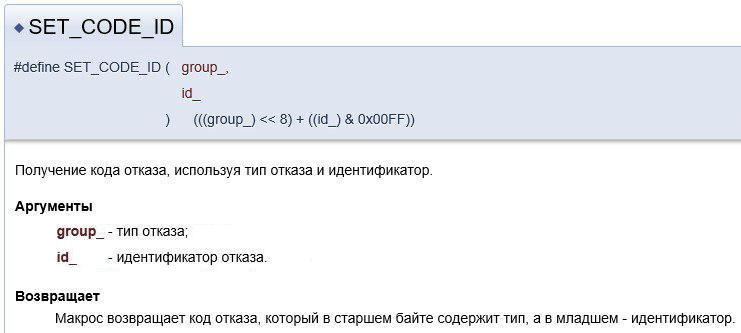 SET_CODE_ID
#define SET_CODE_ID ( group_,
id_
) (((group_) << 8) + ((id_) & 0x00FF))
Получение кода отказа, используя тип отказа и идентификатор.
Аргументы
group_ - тип отказа;
id_ - идентификатор отказа.
Возвращает
Макрос возвращает код отказа, который в старшем байте содержит тип, а в младшем - идентификатор.